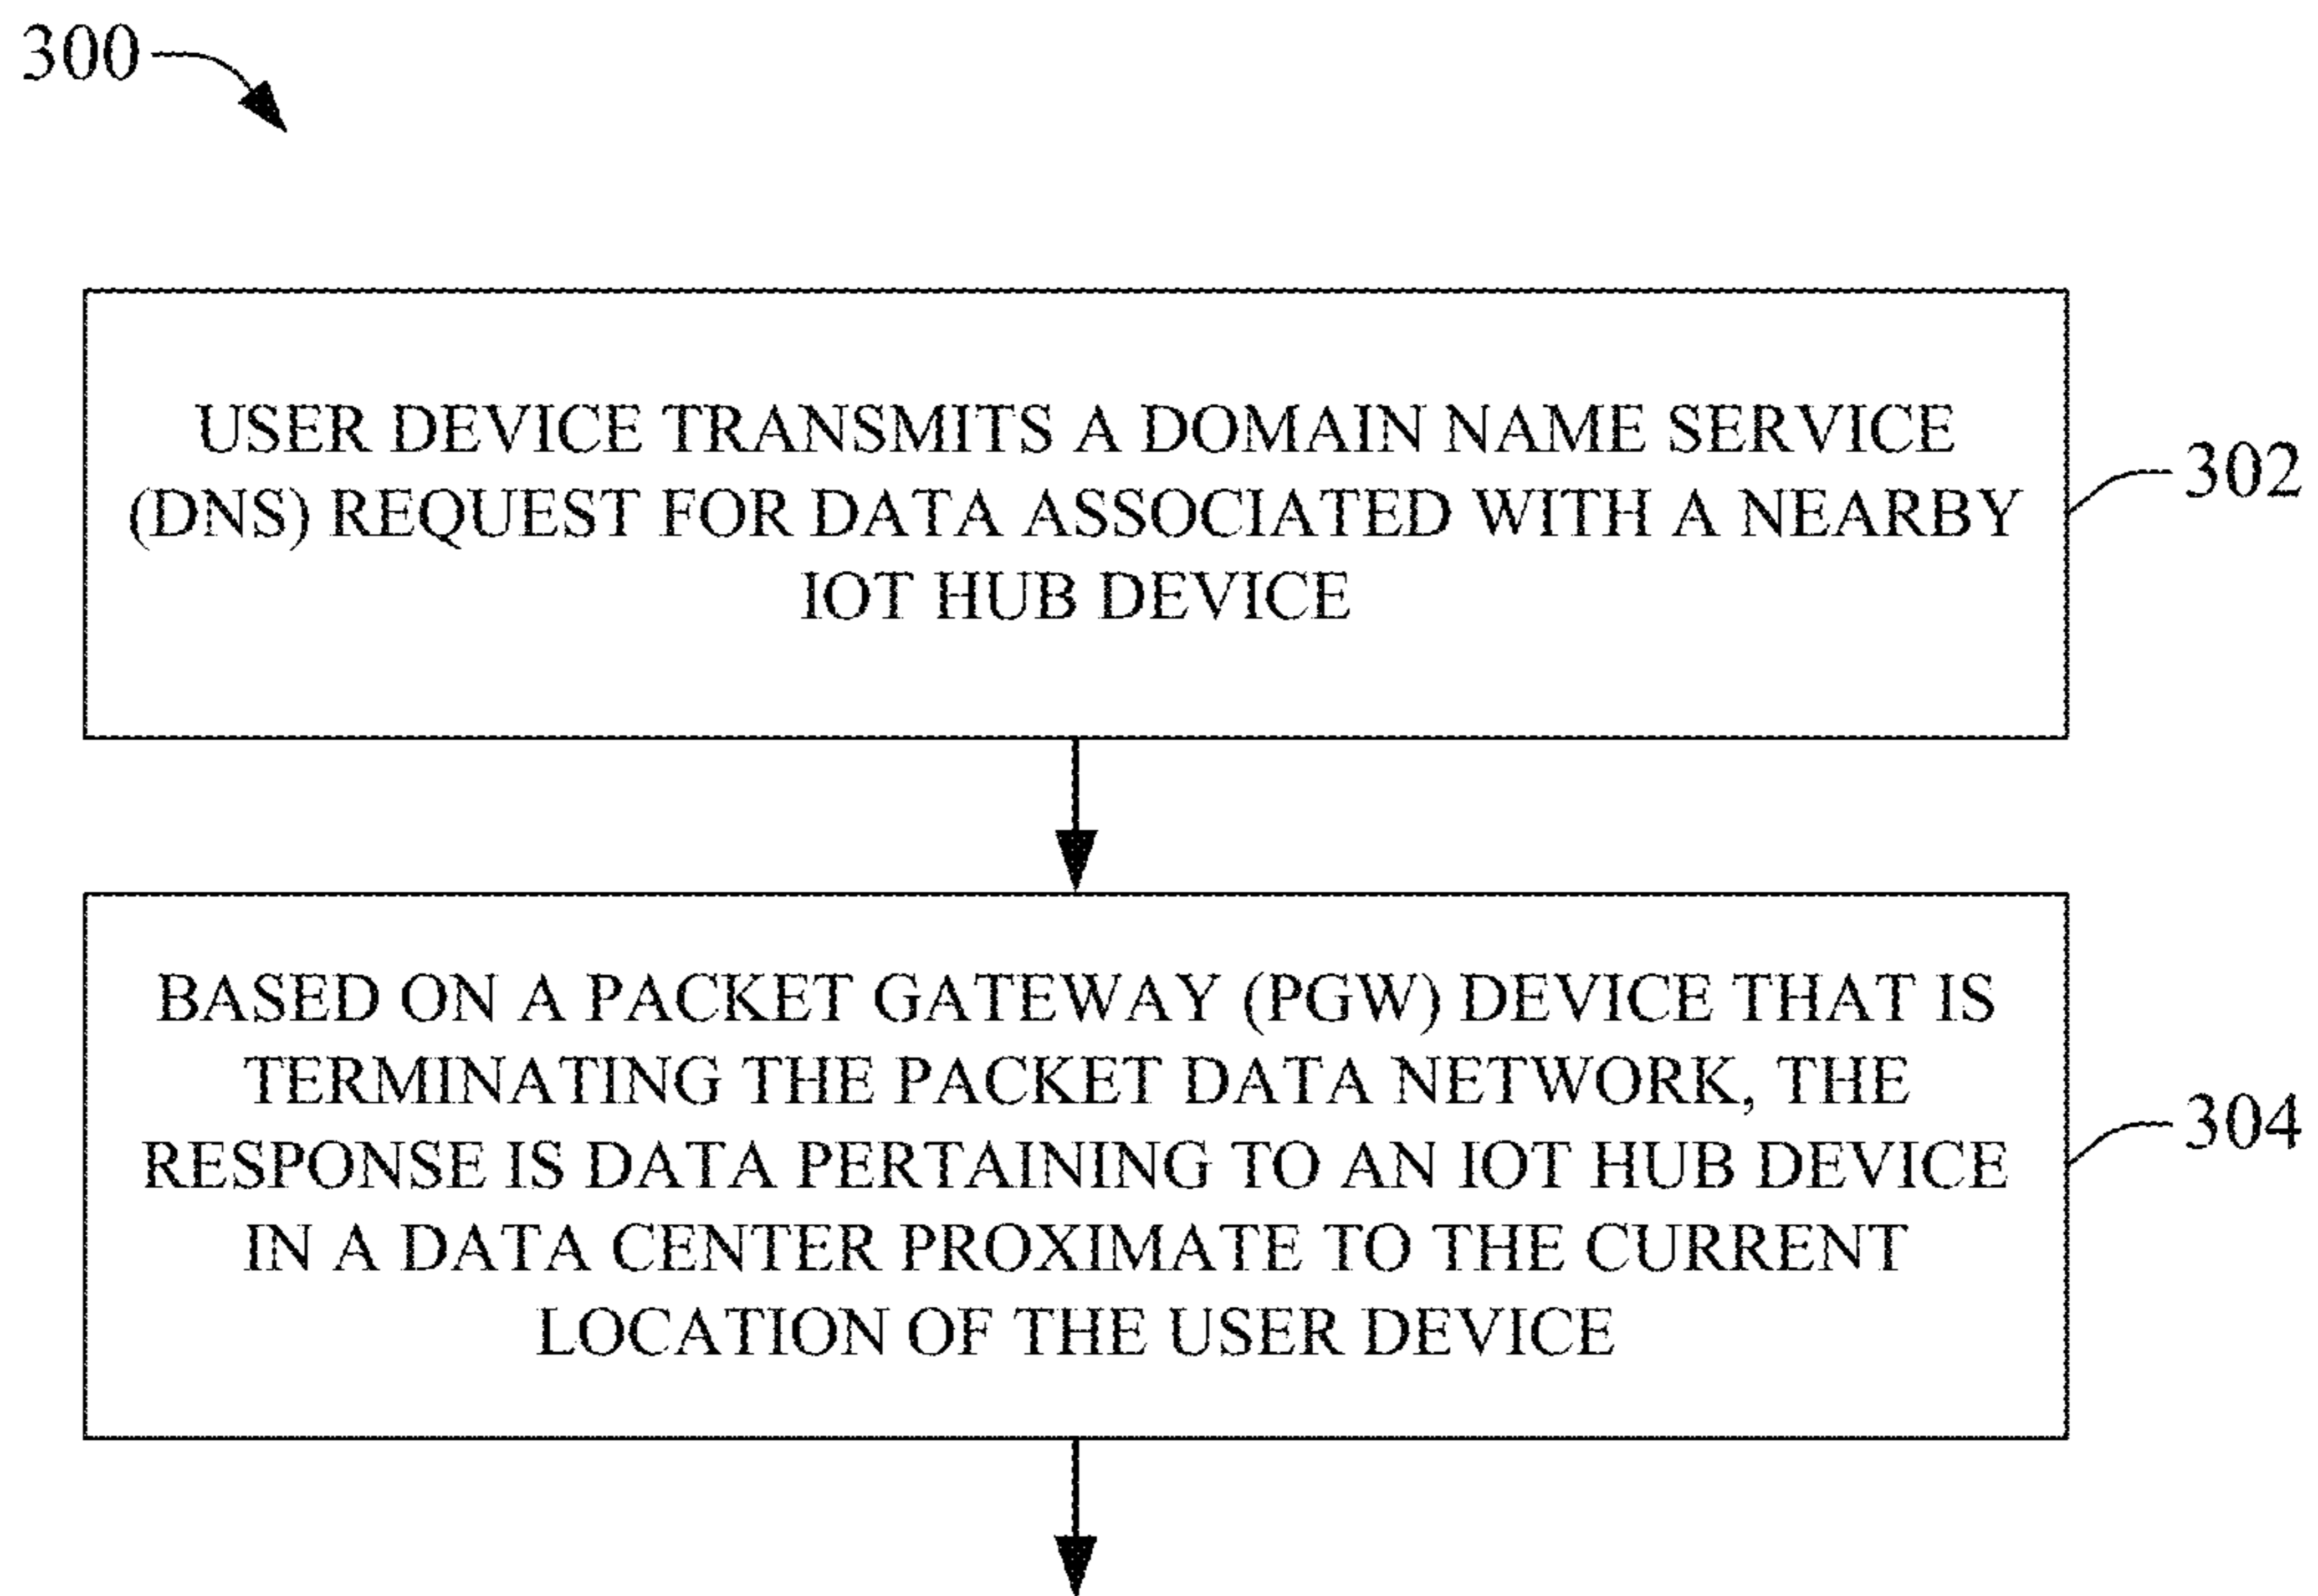 300
USER DEVICE TRANSMITS A DOMAIN NAME SERVICE
(DNS) REQUEST FOR DATA ASSOCIATED WITH A NEARBY
IOT HUB DEVICE
302
BASED ON A PACKET GATEWAY (PGW) DEVICE THAT IS
TERMINATING THE PACKET DATA NETWORK, THE
RESPONSE IS DATA PERTAINING TO AN IOT HUB DEVICE
IN A DATA CENTER PROXIMATE TO THE CURRENT
LOCATION OF THE USER DEVICE
304